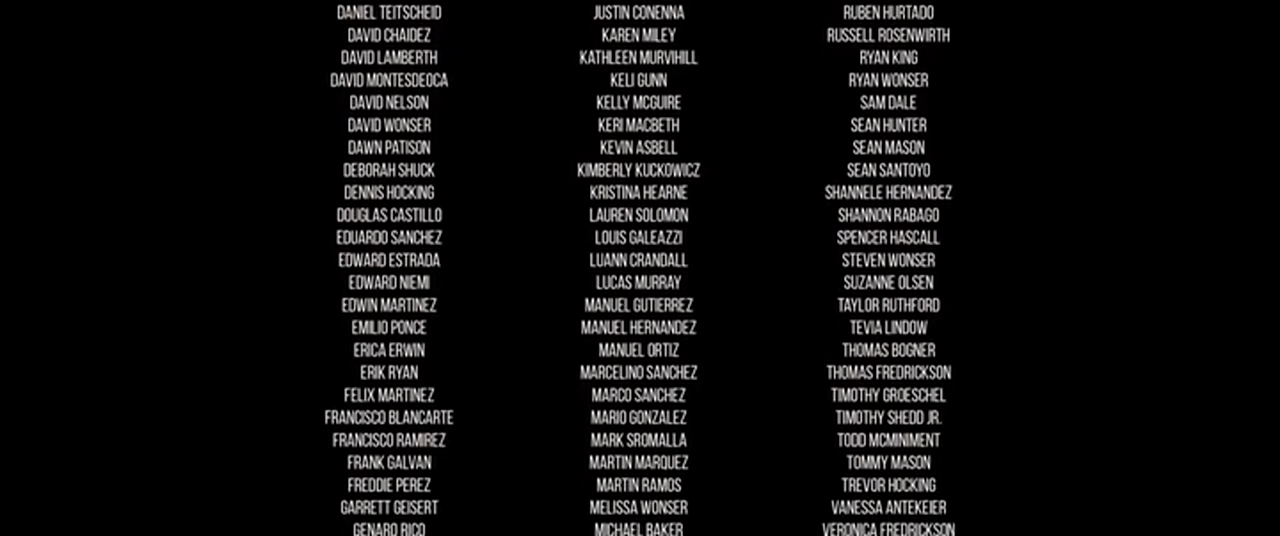 DANIEL TEITSCHEID
DAVID CHAIDEZ
DAVID LAMBERTH
DAVID MONTESDEOCA
DAVID NELSON
DAVID WONSER
DAWN PATISON
DEBORAH SHUCK
DENNIS HOCKING
DOUGLAS CASTILLO
EDUARDO SANCHEZ
EDWARD ESTRADA
EDWARD NIEMI
EDWIN MARTINEZ
EMILIO PONCE
ERICA ERWIN
ERIK RYAN
FELIX MARTINEZ
FRANCISCO BLANCARTE
FRANCISCO RAMIREZ
FRANK GALVAN
FREDDIE PEREZ
GARRETT GEISERT
GENARO RICO
JUSTIN CONENNA
KAREN MILEY
KATHLEEN MURVIHILL
KELI GUNN
KELLY MCGUIRE
KERI MACBETH
KEVIN ASBELL
KIMBERLY KUCKOWICZ
KRISTINA HEARNE
LAUREN SOLOMON
LOUIS GALEAZZI
LUANN CRANDALL
LUCAS MURRAY
MANUEL GUTIERREZ
MANUEL HERNANDEZ
MANUEL ORTIZ
MARCELINO SANCHEZ
MARCO SANCHEZ
MARIO GONZALEZ
MARK SROMALLA
MARTIN MARQUEZ
MARTIN RAMOS
MELISSA WONSER
MICHAEL BAKER
RUBEN HURTADO
RUSSELL ROSENWIRTH
RYAN KING
RYAN WONSER
SAM DALE
SEAN HUNTER
SEAN MASON
SEAN SANTOYO
SHANNELE HERNANDEZ
SHANNON RABAGO
SPENCER HASCALL
STEVEN WONSER
SUZANNE OLSEN
TAYLOR RUTHFORD
TEVIA LINDOW
THOMAS BOGNER
THOMAS FREDRICKSON
TIMOTHY GROESCHEL
TIMOTHY SHEDD JR.
TODD MCMINIMENT
TOMMY MASON
TREVOR HOCKING
VANESSA ANTEKEIER
VERONICA FREDRICKSON